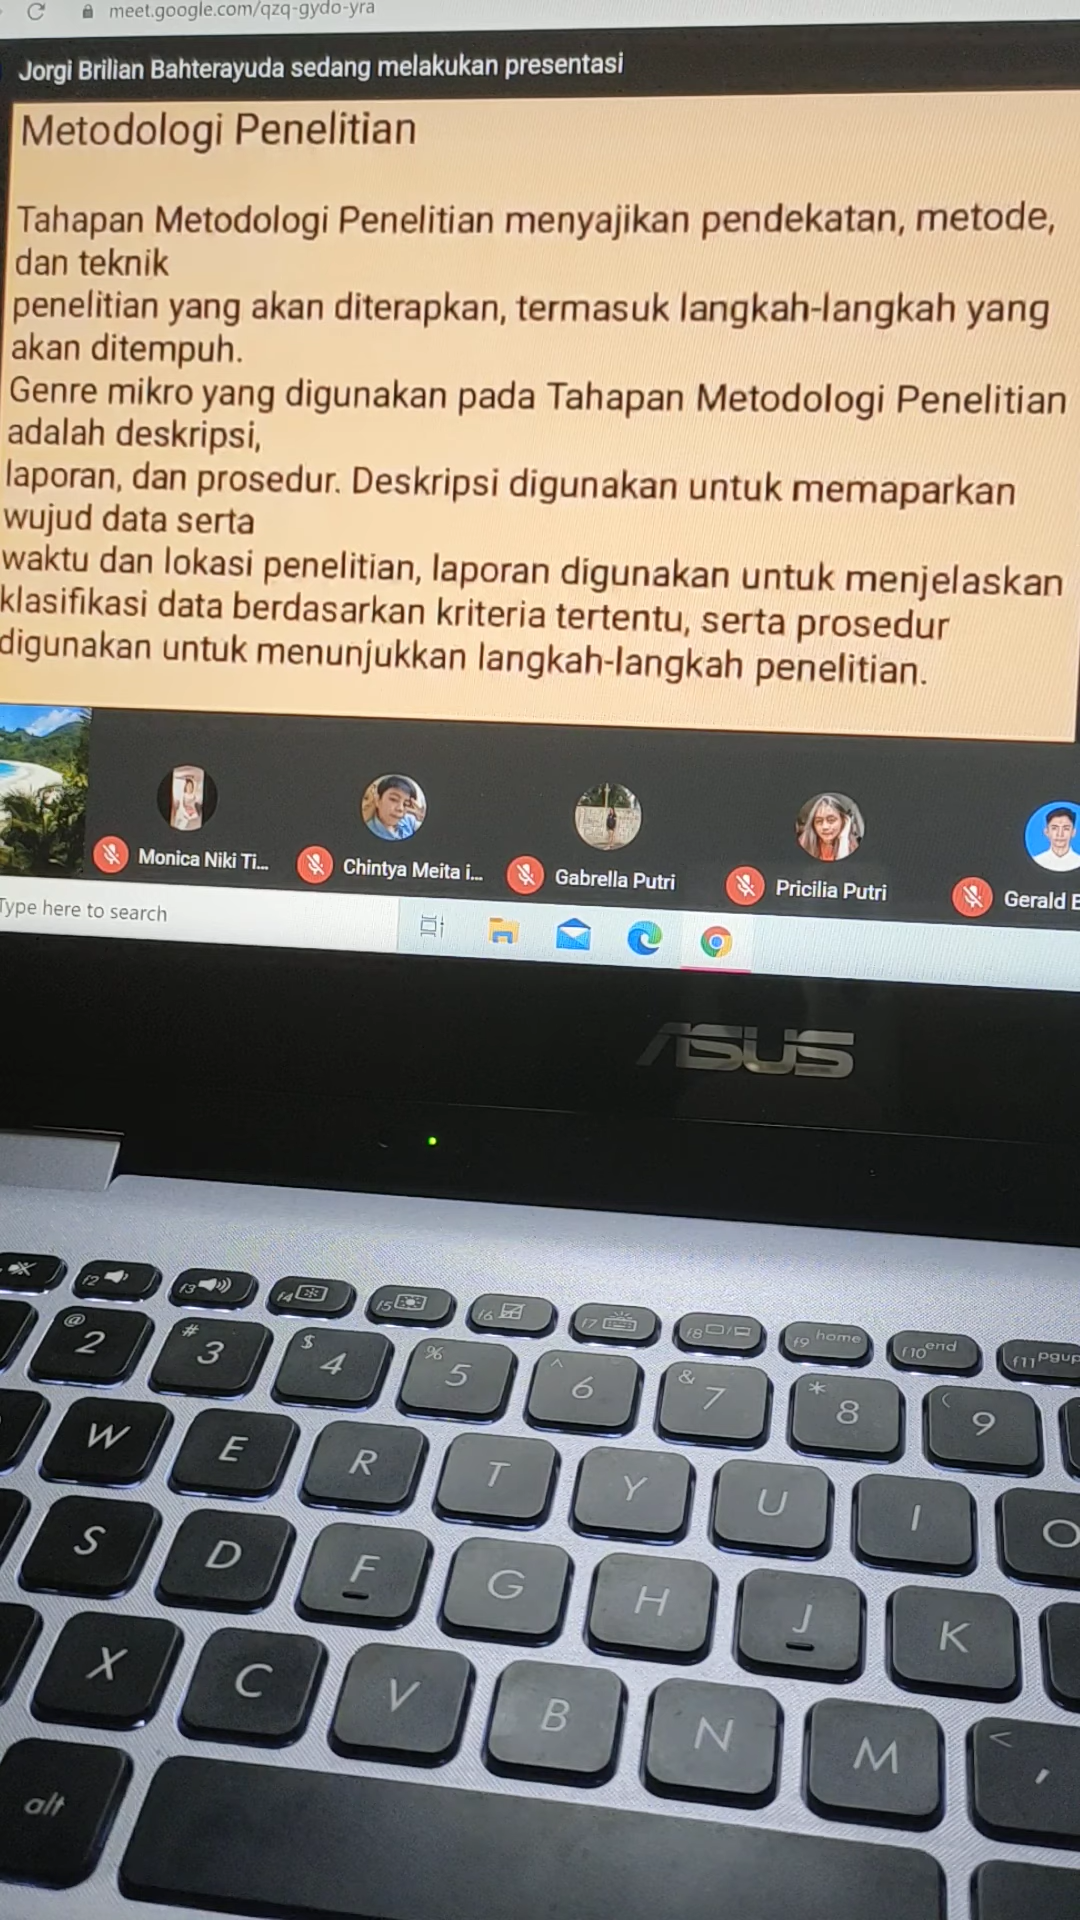 meet.google.com/qzq-gydo-yra
Jorgi Brilian Bahterayuda sedang melakukan presentasi
Metodologi Penelitian
Tahapan Metodologi Penelitian menyajikan pendekatan, metode,
dan teknik
penelitian yang akan diterapkan, termasuk langkah-langkah yang
akan ditempuh.
Genre mikro yang digunakan pada Tahapan Metodologi Penelitian
adalah deskripsi,
laporan, dan prosedur. Deskripsi digunakan untuk memaparkan
wujud data serta
waktu dan lokasi penelitian, laporan digunakan untuk menjelaskan
klasifikasi data berdasarkan kriteria tertentu, serta prosedur
digunakan untuk menunjukkan langkah-langkah penelitian.
Monica Niki Ti... Chintya Meita i... Gabrella Putri Pricilia Putri Gerald
Type here to search
ASUS
f2 f3 f4 f5 f6 f7 f8 f9 home f10 end f11 pgup
@ 2 # 3 $ 4 % 5 ^ 6 & 7 * 8 ( 9
W E R T Y U I O
S D F G H J K
X C V B N M < ,
alt